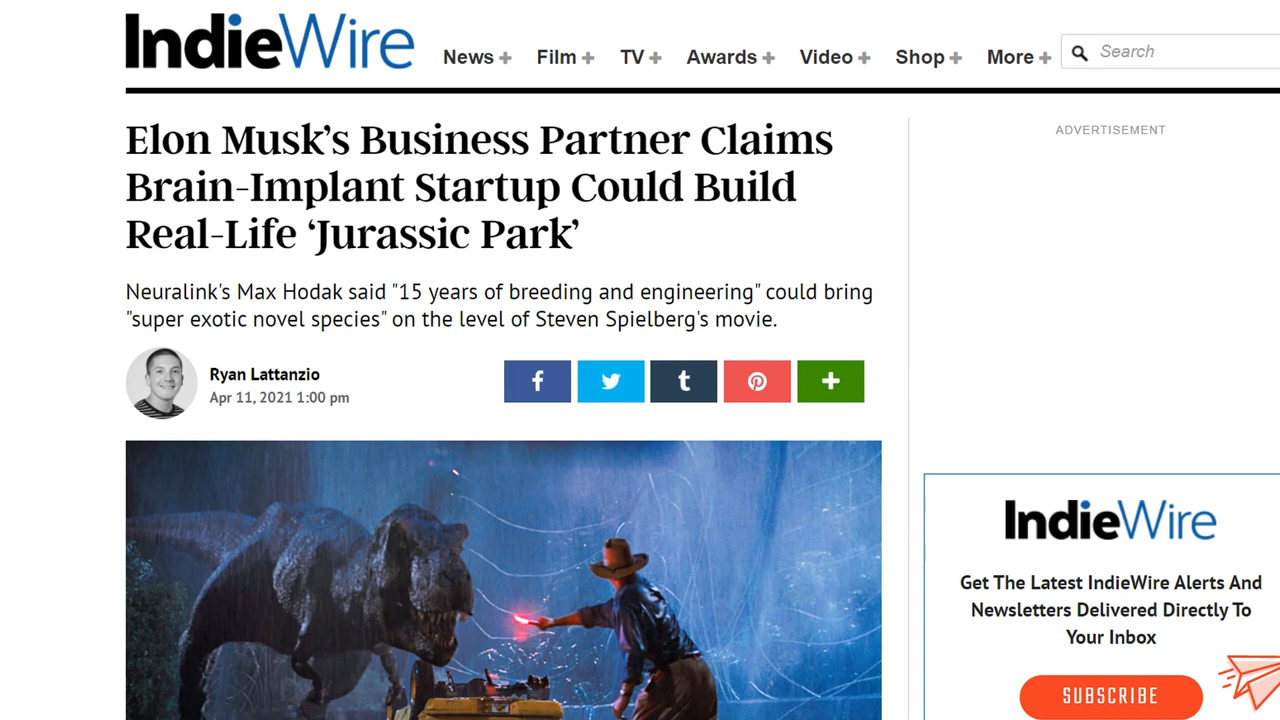 IndieWire
News + Film + TV + Awards + Video + Shop + More + Search
Elon Musk's Business Partner Claims
Brain-Implant Startup Could Build
Real-Life ‘Jurassic Park’
Neuralink's Max Hodak said "15 years of breeding and engineering" could bring
"super exotic novel species" on the level of Steven Spielberg's movie.
Ryan Lattanzio
Apr 11, 2021 1:00 pm
ADVERTISEMENT
IndieWire
Get The Latest IndieWire Alerts And
Newsletters Delivered Directly To
Your Inbox
SUBSCRIBE